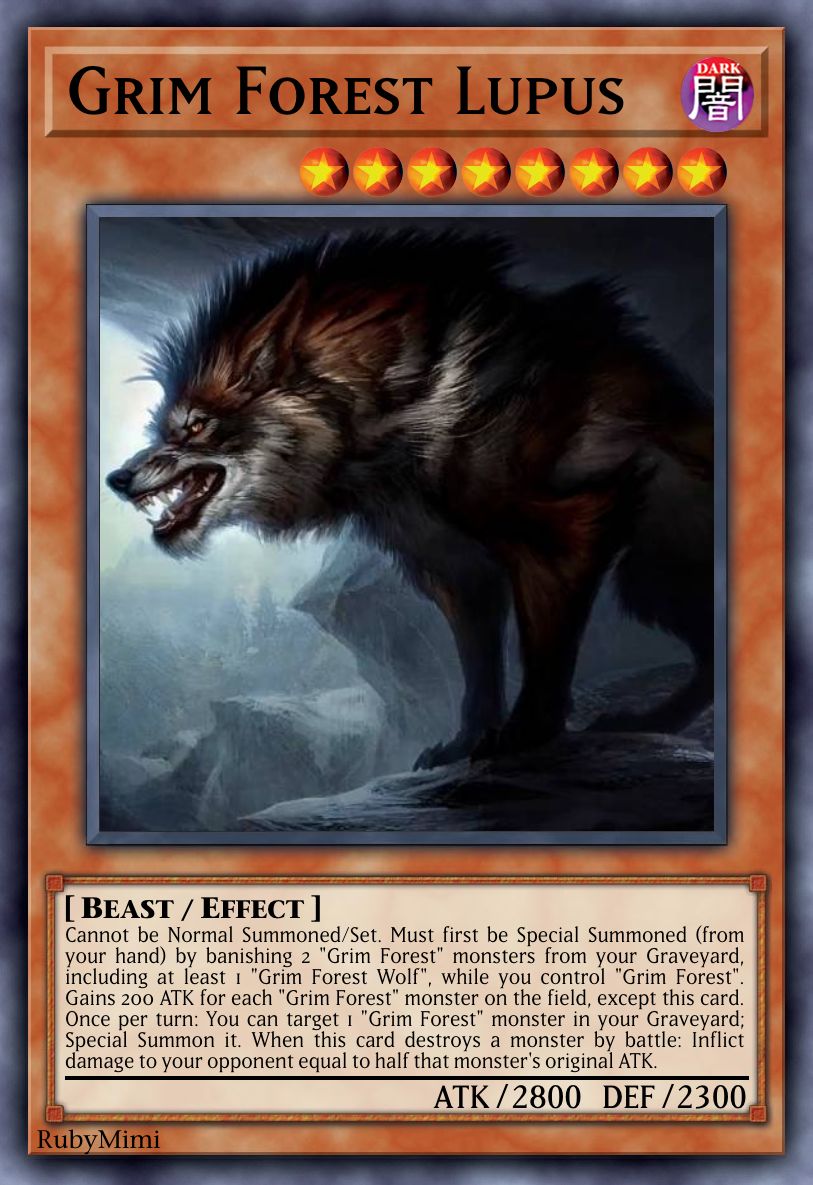 Grim Forest Lupus
DARK
闇
[ Beast / Effect ]
Cannot be Normal Summoned/Set. Must first be Special Summoned (from
your hand) by banishing 2 "Grim Forest" monsters from your Graveyard,
including at least 1 "Grim Forest Wolf", while you control "Grim Forest".
Gains 200 ATK for each "Grim Forest" monster on the field, except this card.
Once per turn: You can target 1 "Grim Forest" monster in your Graveyard;
Special Summon it. When this card destroys a monster by battle: Inflict
damage to your opponent equal to half that monster's original ATK.
ATK/2800 DEF/2300
RubyMimi